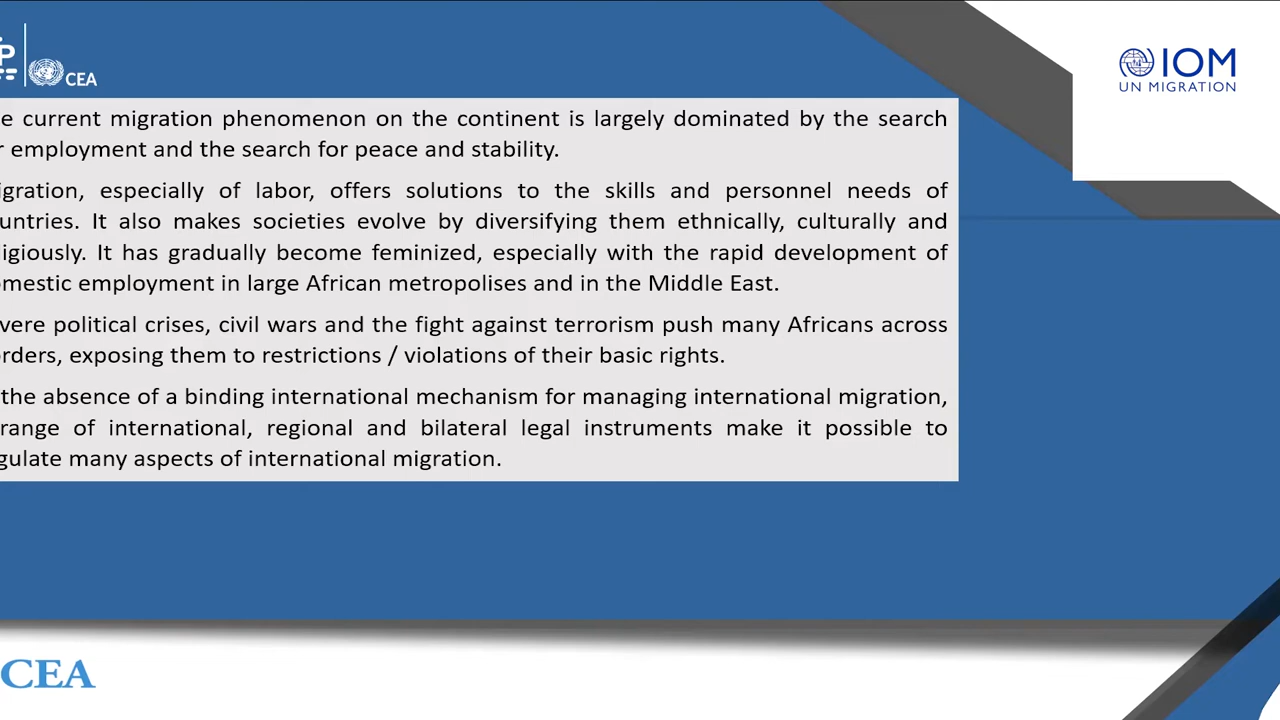 P
CEA
IOM
UN MIGRATION
e current migration phenomenon on the continent is largely dominated by the search
r employment and the search for peace and stability.
igration, especially of labor, offers solutions to the skills and personnel needs of
untries. It also makes societies evolve by diversifying them ethnically, culturally and
ligiously. It has gradually become feminized, especially with the rapid development of
omestic employment in large African metropolises and in the Middle East.
vere political crises, civil wars and the fight against terrorism push many Africans across
rders, exposing them to restrictions / violations of their basic rights.
the absence of a binding international mechanism for managing international migration,
range of international, regional and bilateral legal instruments make it possible to
gulate many aspects of international migration.
CEA